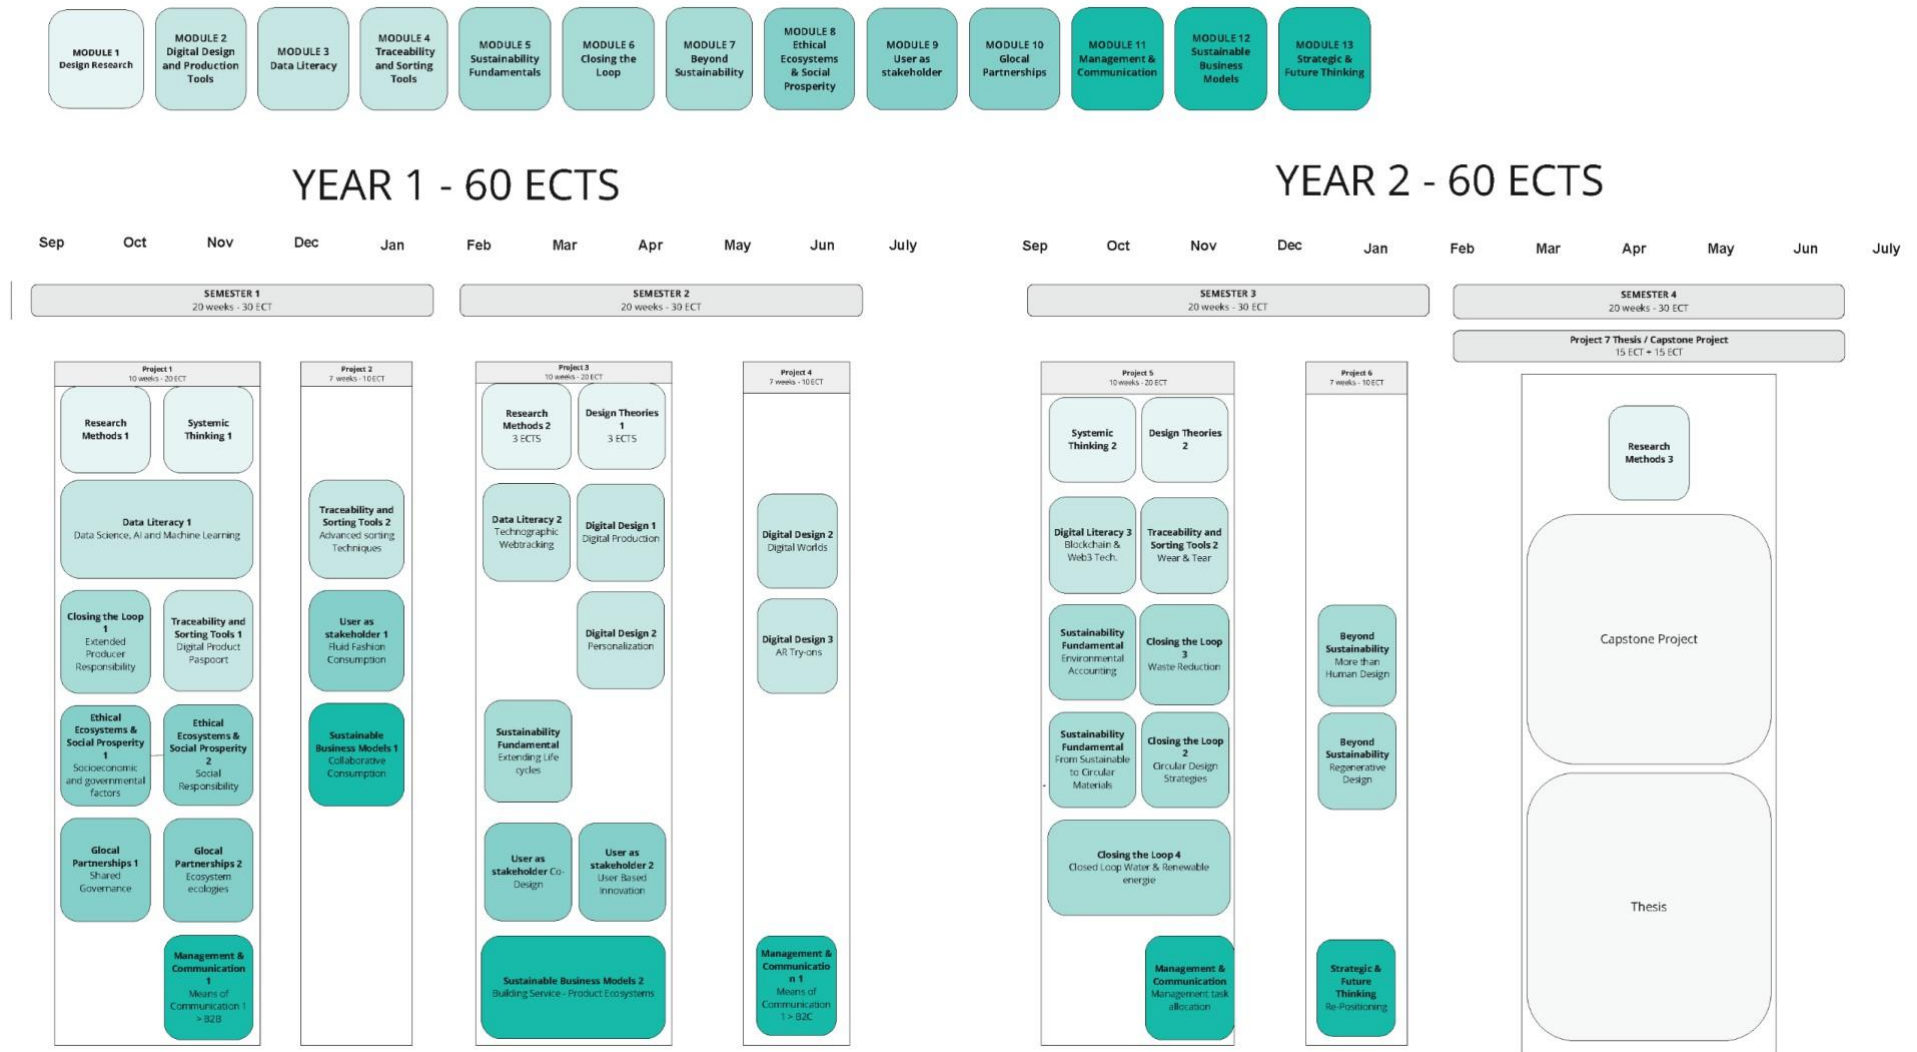 MODULE 1
Design Research
MODULE 2
Digital Design
and Production
Tools
MODULE 3
Data Literacy
MODULE 4
Traceability
and Sorting
Tools
MODULE 5
Sustainability
Fundamentals
MODULE 6
Closing the
Loop
MODULE 7
Beyond
Sustainability
MODULE 8
Ethical
Ecosystems
& Social
Prosperity
MODULE 9
User as
stakeholder
MODULE 10
Glocal
Partnerships
MODULE 11
Management &
Communication
MODULE 12
Sustainable
Business
Models
MODULE 13
Strategic &
Future Thinking
YEAR 1 - 60 ECTS
YEAR 2 - 60 ECTS
Sep Oct Nov Dec Jan Feb Mar Apr May Jun July
Sep Oct Nov Dec Jan Feb Mar Apr May Jun July
SEMESTER 1
20 weeks - 30 ECT
SEMESTER 2
20 weeks - 30 ECT
SEMESTER 3
20 weeks - 30 ECT
SEMESTER 4
20 weeks - 30 ECT
Project 7 Thesis / Capstone Project
15 ECT + 15 ECT
Project 1
10 weeks - 20 ECT
Research
Methods 1
Systemic
Thinking 1
Data Literacy 1
Data Science, AI and Machine Learning
Closing the Loop
1
Extended
Producer
Responsibility
Traceability and
Sorting Tools 1
Digital Product
Paspoort
Ethical
Ecosystems &
Social Prosperity
1
Socioeconomic
and governmental
factors
Ethical
Ecosystems &
Social Prosperity
2
Social
Responsibility
Glocal
Partnerships 1
Shared
Governance
Glocal
Partnerships 2
Ecosystem
ecologies
Management &
Communication
1
Means of
Communication 1
> B2B
Project 2
7 weeks - 10 ECT
Traceability and
Sorting Tools 2
Advanced sorting
Techniques
User as
stakeholder 1
Fluid Fashion
Consumption
Sustainable
Business Models 1
Collaborative
Consumption
Project 3
10 weeks - 20 ECT
Research
Methods 2
3 ECTS
Design Theories
1
3 ECTS
Data Literacy 2
Technographic
Webtracking
Digital Design 1
Digital Production
Digital Design 2
Personalization
Sustainability
Fundamental
Extending Life
cycles
User as
stakeholder Co-
Design
User as
stakeholder 2
User Based
Innovation
Sustainable Business Models 2
Building Service - Product Ecosystems
Project 4
7 weeks - 10 ECT
Digital Design 2
Digital Worlds
Digital Design 3
AR Try-ons
Management &
Communicatio
n 1
Means of
Communication
1 > B2C
Project 5
10 weeks - 20 ECT
Systemic
Thinking 2
Design Theories
2
Digital Literacy 3
Blockchain &
Web3 Tech.
Traceability and
Sorting Tools 2
Wear & Tear
Sustainability
Fundamental
Environmental
Accounting
Closing the Loop
3
Waste Reduction
Sustainability
Fundamental
From Sustainable
to Circular
Materials
Closing the Loop
2
Circular Design
Strategies
Closing the Loop 4
Closed Loop Water & Renewable
energie
Management &
Communication
Management task
allocation
Project 6
7 weeks - 10 ECT
Beyond
Sustainability
More than
Human Design
Beyond
Sustainability
Regenerative
Design
Strategic &
Future
Thinking
Re-Positioning
Research
Methods 3
Capstone Project
Thesis